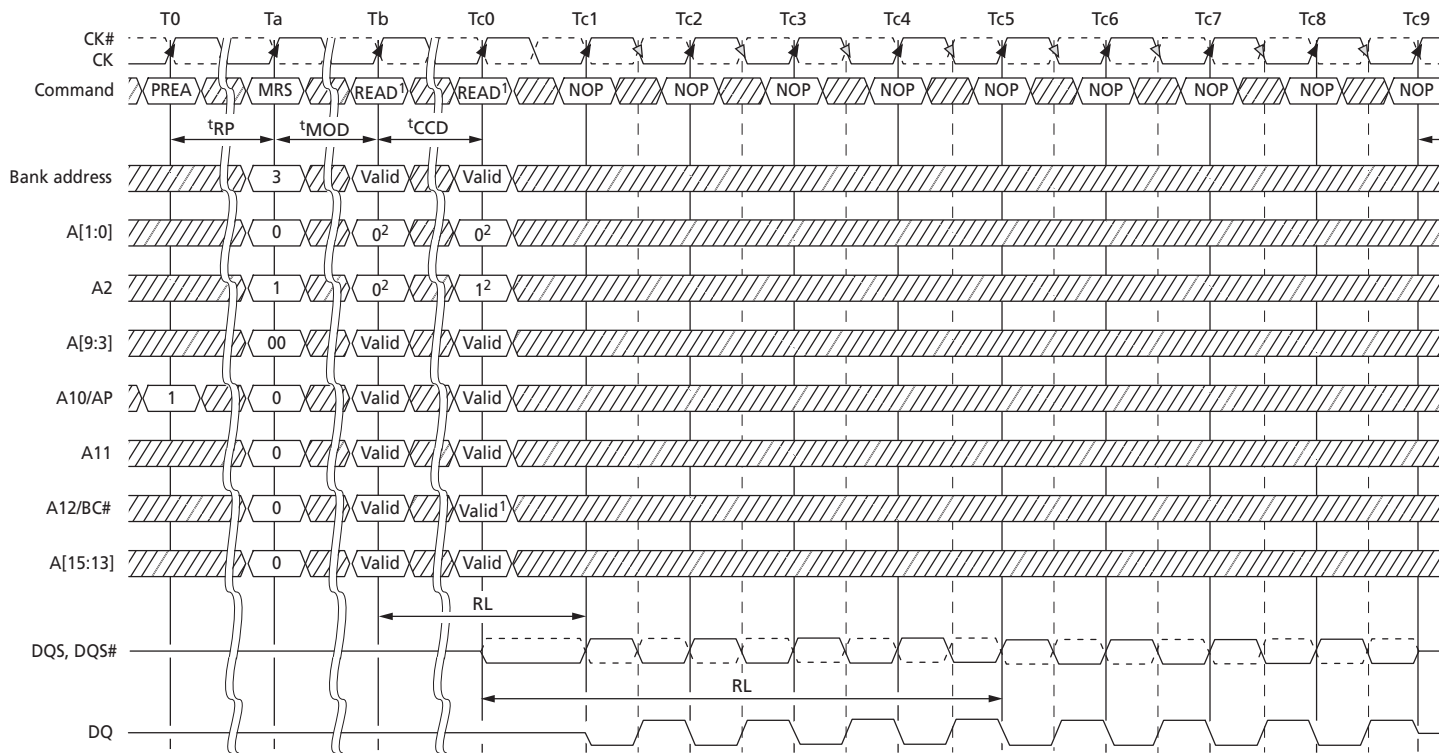 T0 Ta Tb Tc0 Tc1 Tc2 Tc3 Tc4 Tc5 Tc6 Tc7 Tc8 Tc9
CK#
CK
Command PREA MRS READ¹ READ¹ NOP NOP NOP NOP NOP NOP NOP NOP NOP
tRP tMOD tCCD
Bank address 3 Valid Valid
A[1:0] 0 0² 0²
A2 1 0² 1²
A[9:3] 00 Valid Valid
A10/AP 1 0 Valid Valid
A11 0 Valid Valid
A12/BC# 0 Valid Valid¹
A[15:13] 0 Valid Valid
RL
DQS, DQS#
RL
DQ